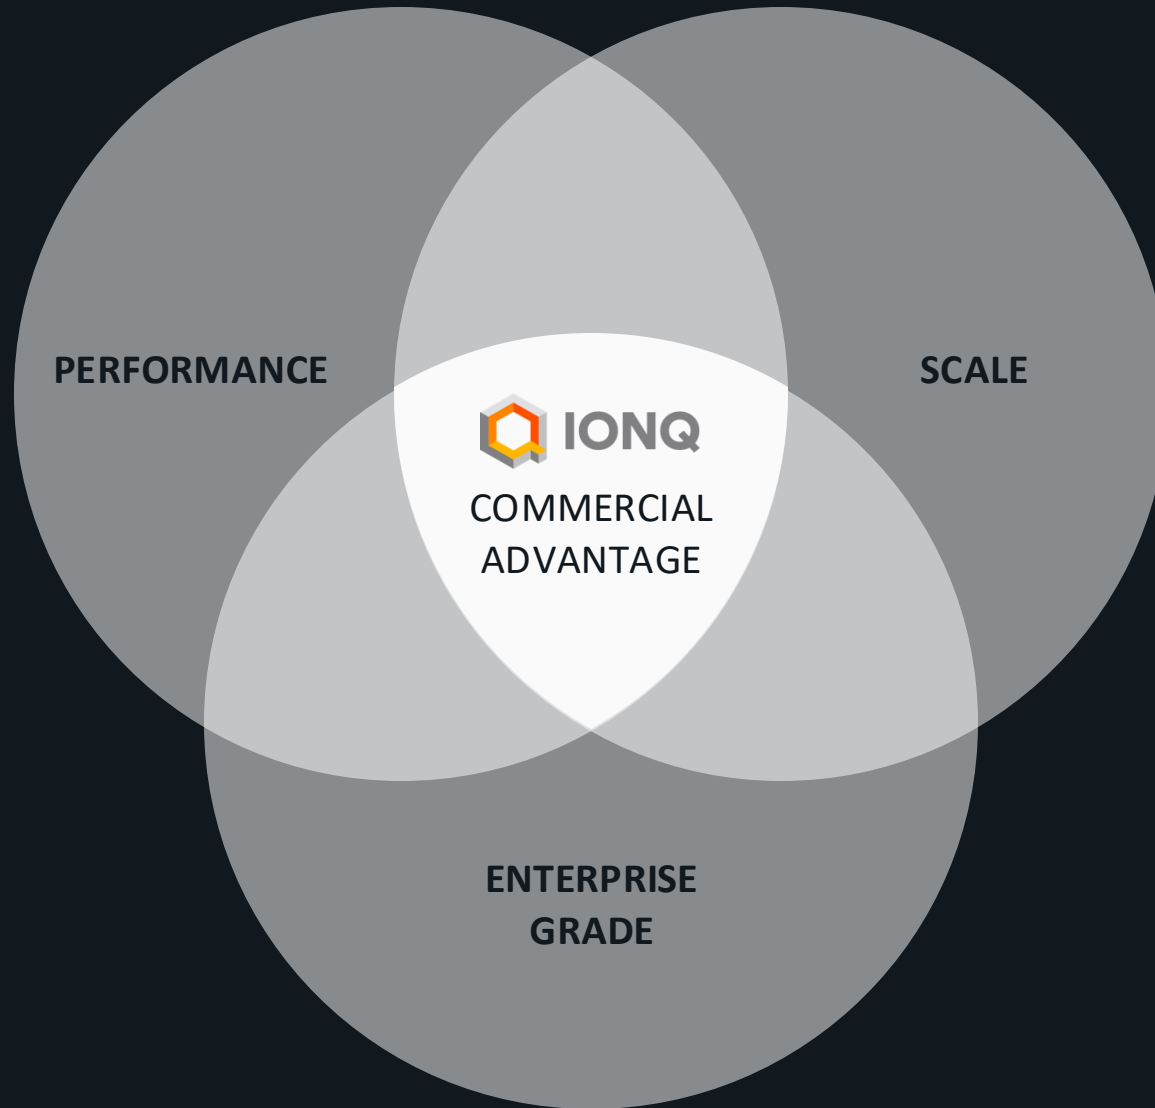 PERFORMANCE
SCALE
IONQ
COMMERCIAL
ADVANTAGE
ENTERPRISE
GRADE